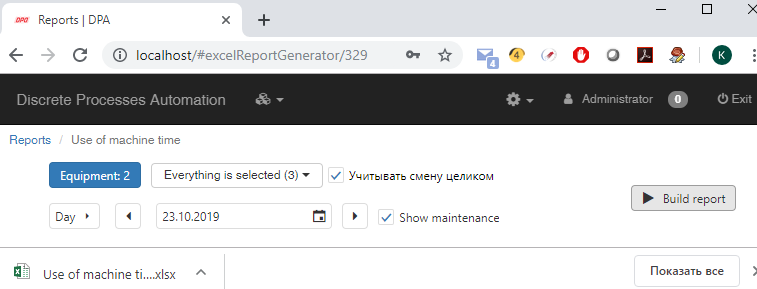 DPA Reports | DPA
localhost/#excelReportGenerator/329
4
4
K
Discrete Processes Automation
Administrator 0 Exit
Reports / Use of machine time
Equipment: 2 Everything is selected (3) Учитывать смену целиком
Build report
Day 23.10.2019 Show maintenance
Use of machine ti....xlsx
Показать все